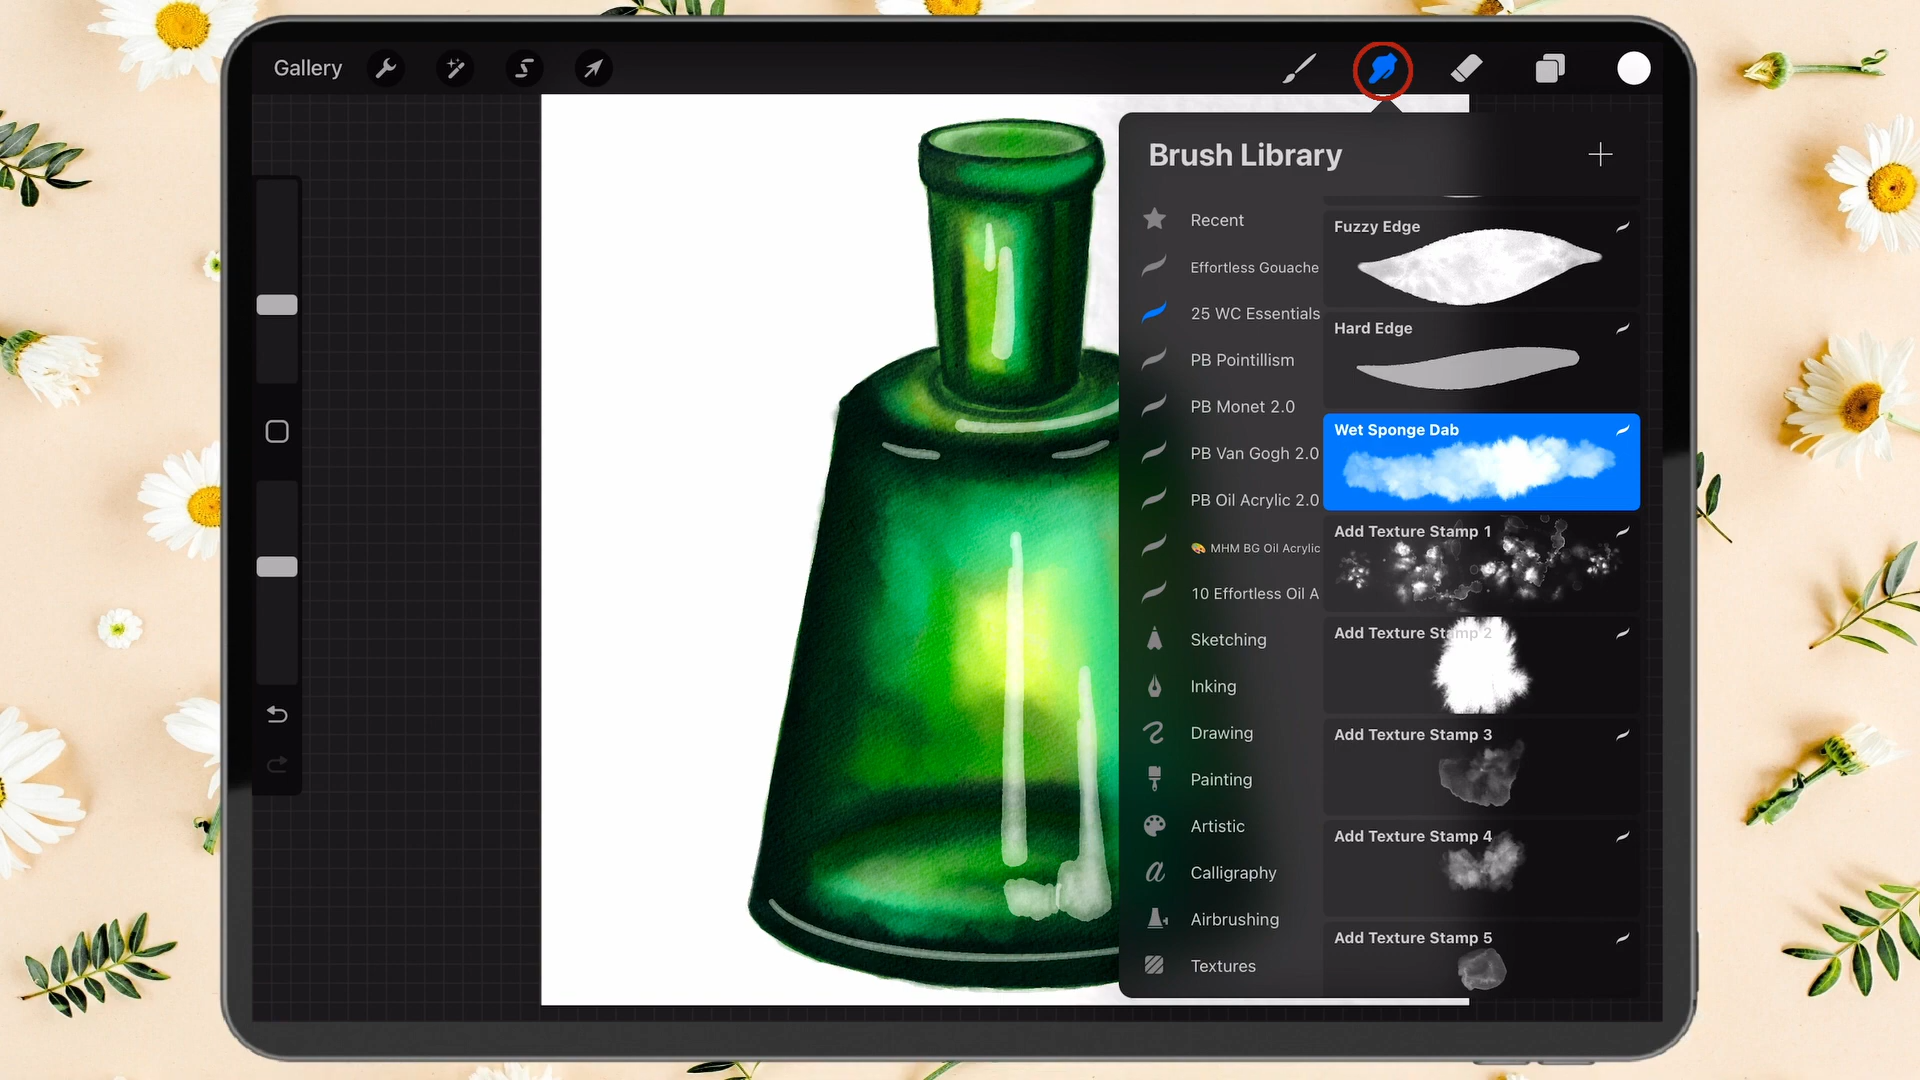 Gallery
Brush Library
Recent
Effortless Gouache
25 WC Essentials
PB Pointillism
PB Monet 2.0
PB Van Gogh 2.0
PB Oil Acrylic 2.0
MHM BG Oil Acrylic
10 Effortless Oil A
Sketching
Inking
Drawing
Painting
Artistic
Calligraphy
Airbrushing
Textures
Fuzzy Edge
Hard Edge
Wet Sponge Dab
Add Texture Stamp 1
Add Texture Stamp 2
Add Texture Stamp 3
Add Texture Stamp 4
Add Texture Stamp 5